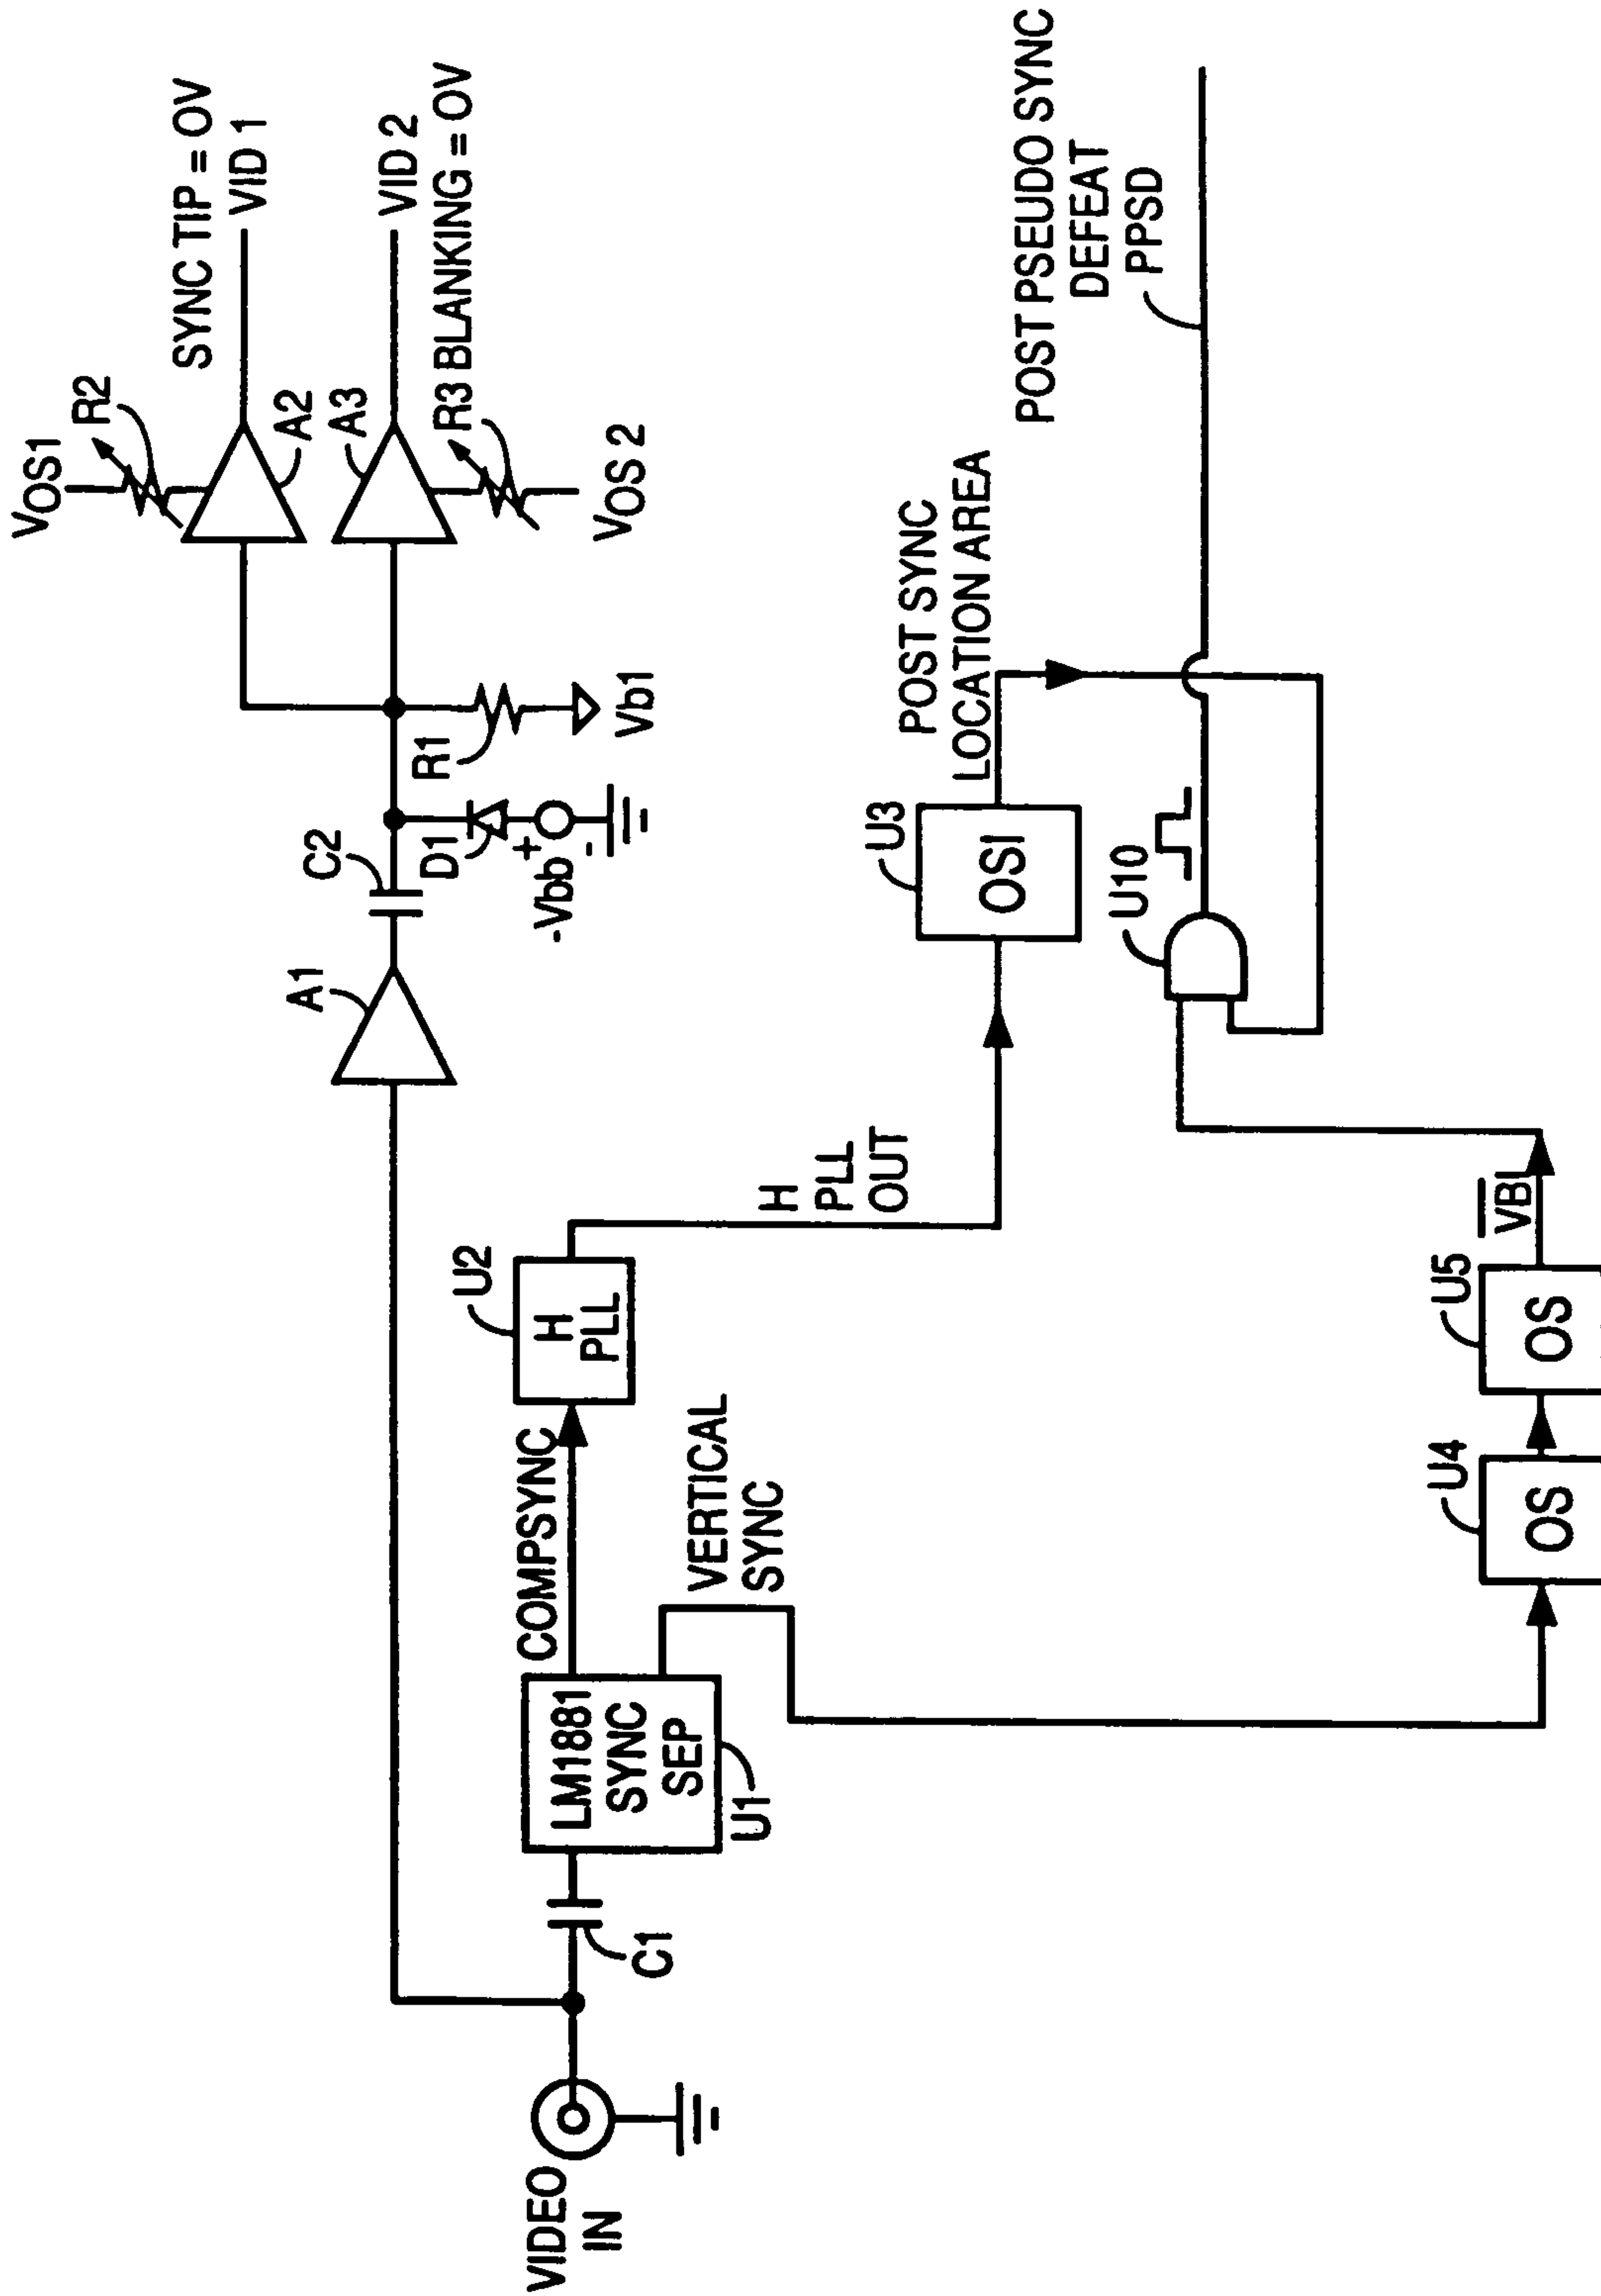 VOS1
R2
SYNC TIP = OV
VID 1
A2
A3
VID 2
R3 BLANKING = OV
VOS 2
A1
C2
D1
+
-Vbb
-
R1
Vb1
VIDEO
IN
C1
LM1881
SYNC
SEP
U1
COMPSYNC
VERTICAL
SYNC
U2
H
PLL
H
PLL
OUT
U3
OSI
POST SYNC
LOCATION AREA
U10
POST PSEUDO SYNC
DEFEAT
PPSD
U4
OS
U5
OS
VBI